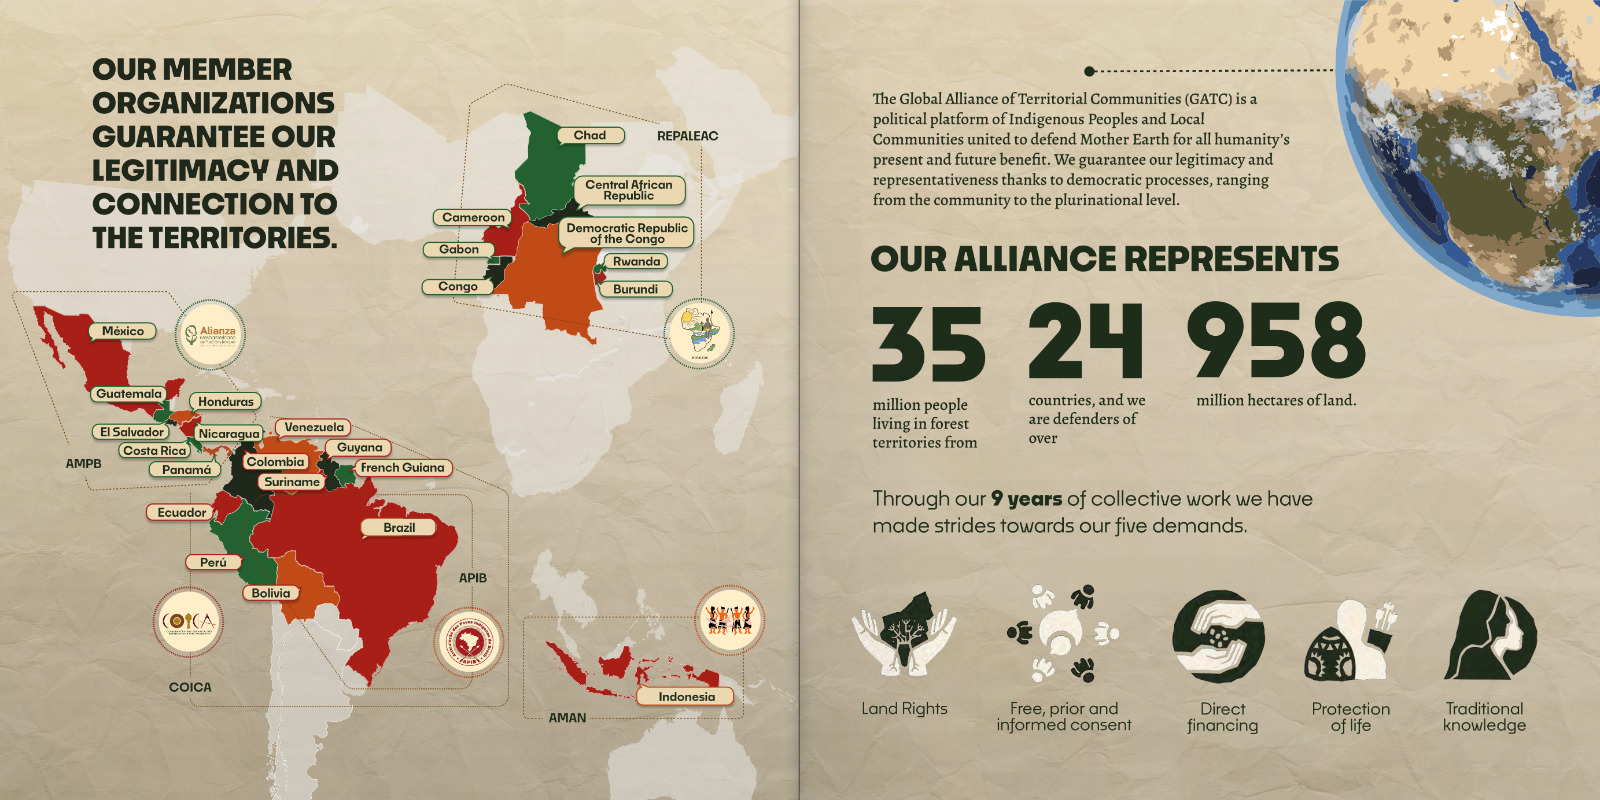 OUR MEMBER
ORGANIZATIONS
GUARANTEE OUR
LEGITIMACY AND
CONNECTION TO
THE TERRITORIES.
REPALEAC
Chad
Central African
Republic
Cameroon
Democratic Republic
of the Congo
Gabon
Rwanda
Congo
Burundi
REPALEAC
México
Alianza
Mesoamericana
Guatemala
Honduras
El Salvador
Nicaragua
Costa Rica
Panamá
AMPB
Venezuela
Guyana
Colombia
French Guiana
Suriname
Ecuador
Brazil
Perú
Bolivia
APIB
COICA
APIB
COICA
Indonesia
AMAN
The Global Alliance of Territorial Communities (GATC) is a
political platform of Indigenous Peoples and Local
Communities united to defend Mother Earth for all humanity's
present and future benefit. We guarantee our legitimacy and
representativeness thanks to democratic processes, ranging
from the community to the plurinational level.
OUR ALLIANCE REPRESENTS
35
million people
living in forest
territories from
24
countries, and we
are defenders of
over
958
million hectares of land.
Through our 9 years of collective work we have
made strides towards our five demands.
Land Rights
Free, prior and
informed consent
Direct
financing
Protection
of life
Traditional
knowledge